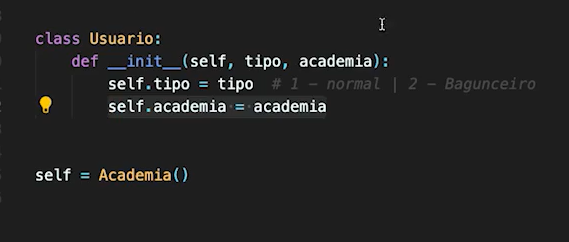 class Usuario:
def __init__(self, tipo, academia):
self.tipo = tipo # 1 - normal | 2 - Bagunceiro
self.academia = academia
self = Academia()